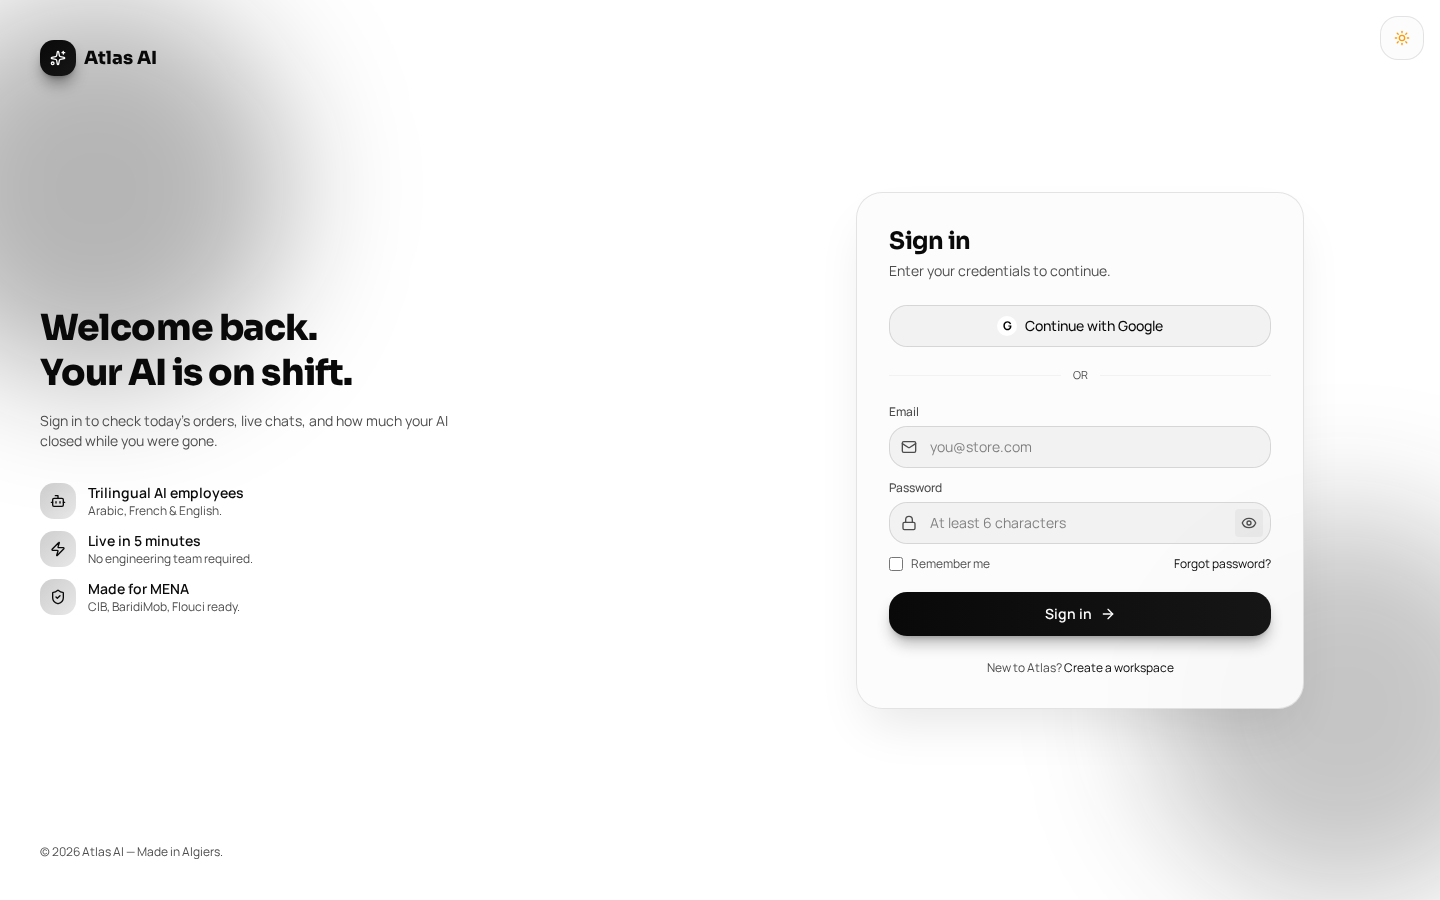 Atlas AI
Welcome back.
Your AI is on shift.
Sign in to check today's orders, live chats, and how much your AI
closed while you were gone.
Trilingual AI employees
Arabic, French & English.
Live in 5 minutes
No engineering team required.
Made for MENA
CIB, BaridiMob, Flouci ready.
© 2026 Atlas AI — Made in Algiers.
Sign in
Enter your credentials to continue.
G Continue with Google
OR
Email
you@store.com
Password
At least 6 characters
Remember me Forgot password?
Sign in
New to Atlas? Create a workspace